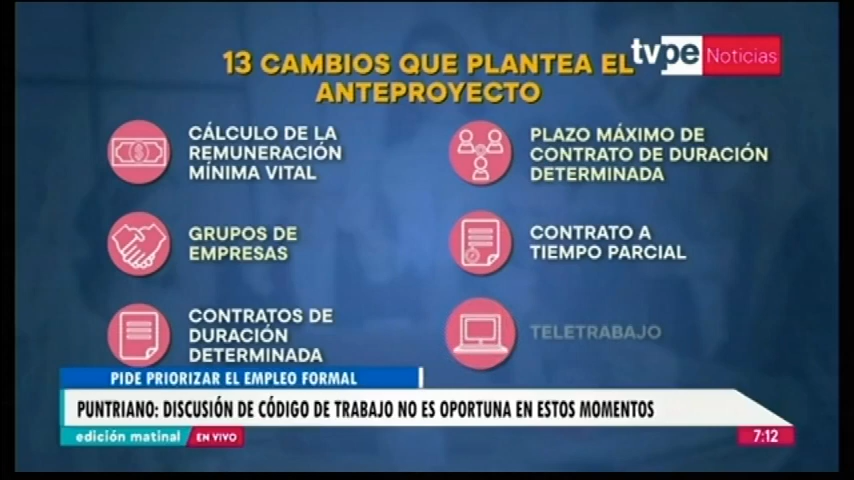 13 CAMBIOS QUE PLANTEA EL
ANTEPROYECTO
tvpe Noticias
CÁLCULO DE LA
REMUNERACIÓN
MÍNIMA VITAL
PLAZO MÁXIMO DE
CONTRATO DE DURACIÓN
DETERMINADA
GRUPOS DE
EMPRESAS
CONTRATO A
TIEMPO PARCIAL
CONTRATOS DE
DURACIÓN
DETERMINADA
TELETRABAJO
PIDE PRIORIZAR EL EMPLEO FORMAL
PUNTRIANO: DISCUSIÓN DE CÓDIGO DE TRABAJO NO ES OPORTUNA EN ESTOS MOMENTOS
edición matinal EN VIVO
7:12